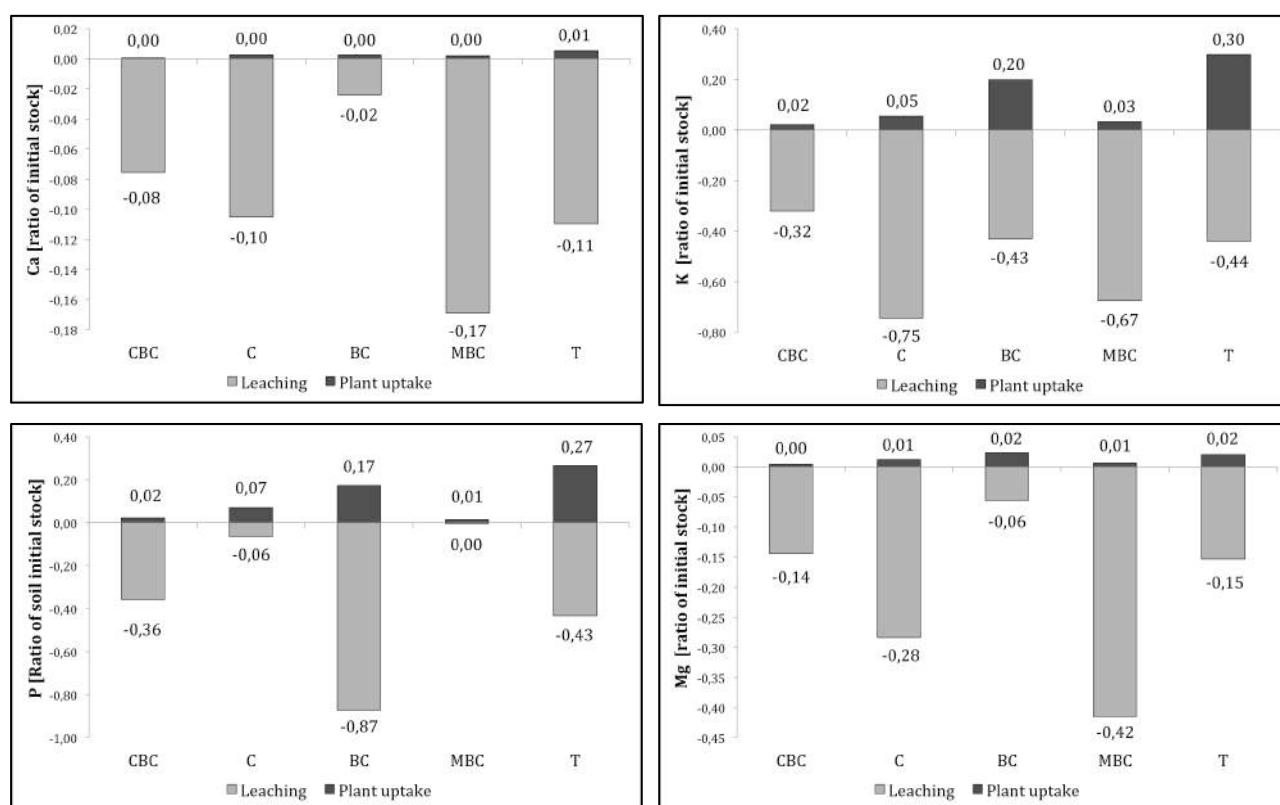 0,02
0,00
-0,02
-0,04
-0,06
-0,08
-0,10
-0,12
-0,14
-0,16
-0,18
Ca [ratio of initial stock]
0,00 0,00 0,00 0,00 0,01
-0,08 -0,10 -0,02 -0,17 -0,11
CBC C BC MBC T
Leaching Plant uptake
0,40
0,20
0,00
-0,20
-0,40
-0,60
-0,80
K [ratio of initial stock]
0,02 0,05 0,20 0,03 0,30
-0,32 -0,75 -0,43 -0,67 -0,44
CBC C BC MBC T
Leaching Plant uptake
0,40
0,20
0,00
-0,20
-0,40
-0,60
-0,80
-1,00
P [Ratio of soil initial stock]
0,02 0,07 0,17 0,01 0,27
-0,36 -0,06 -0,87 0,00 -0,43
CBC C BC MBC T
Leaching Plant uptake
0,05
0,00
-0,05
-0,10
-0,15
-0,20
-0,25
-0,30
-0,35
-0,40
-0,45
Mg [ratio of initial stock]
0,00 0,01 0,02 0,01 0,02
-0,14 -0,28 -0,06 -0,42 -0,15
CBC C BC MBC T
Leaching Plant uptake